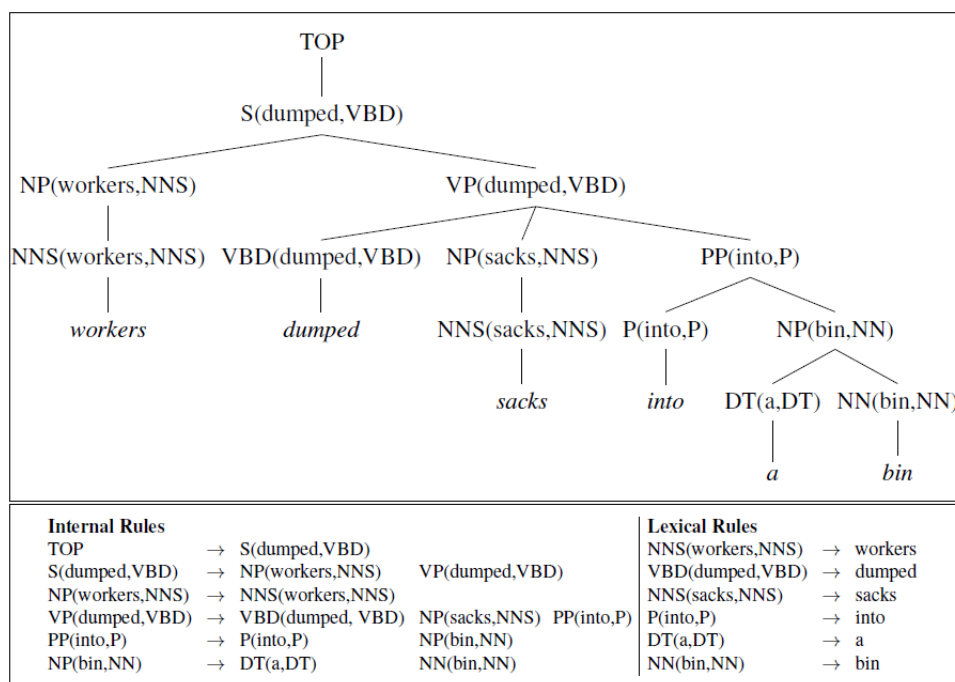 TOP
S(dumped,VBD)
NP(workers,NNS) VP(dumped,VBD)
NNS(workers,NNS) VBD(dumped,VBD) NP(sacks,NNS) PP(into,P)
workers dumped NNS(sacks,NNS) P(into,P) NP(bin,NN)
sacks into DT(a,DT) NN(bin,NN)
a bin
Internal Rules
TOP → S(dumped,VBD)
S(dumped,VBD) → NP(workers,NNS) VP(dumped,VBD)
NP(workers,NNS) → NNS(workers,NNS)
VP(dumped,VBD) → VBD(dumped, VBD) NP(sacks,NNS) PP(into,P)
PP(into,P) → P(into,P) NP(bin,NN)
NP(bin,NN) → DT(a,DT) NN(bin,NN)
Lexical Rules
NNS(workers,NNS) → workers
VBD(dumped,VBD) → dumped
NNS(sacks,NNS) → sacks
P(into,P) → into
DT(a,DT) → a
NN(bin,NN) → bin